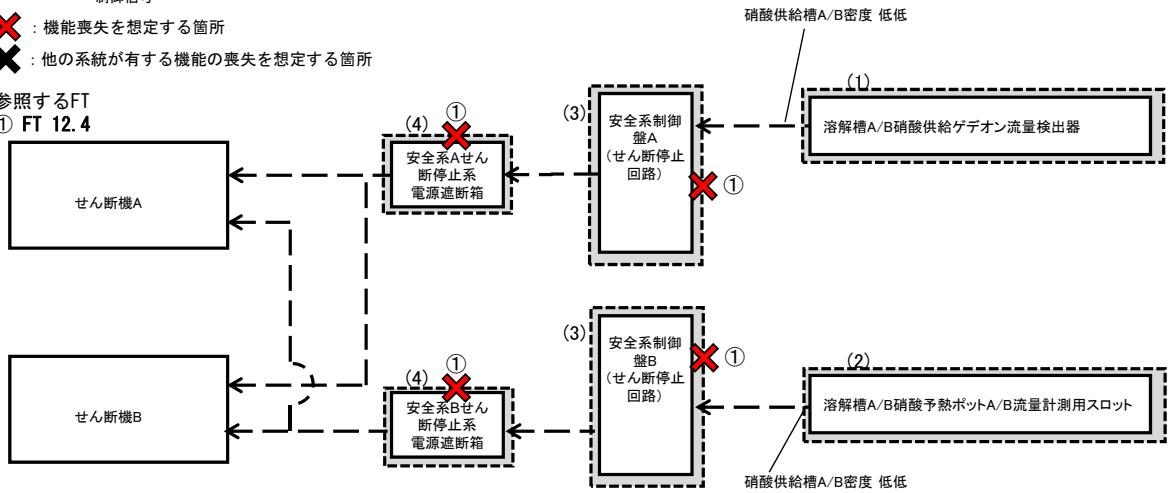 ：機能喪失を想定する箇所
：他の系統が有する機能の喪失を想定する箇所
参照するFT
① FT 12.4
硝酸供給槽A/B密度 低低
(1)
溶解槽A/B硝酸供給ゲデオン流量検出器
(3)
安全系制御
盤A
(せん断停止
回路)
①
(4)
①
安全系Aせん
断停止系
電源遮断箱
せん断機A
(3)
安全系制御
盤B
(せん断停止
回路)
①
(2)
溶解槽A/B硝酸予熱ポットA/B流量計測用スロット
(4)
①
安全系Bせん
断停止系
電源遮断箱
せん断機B
硝酸供給槽A/B密度 低低